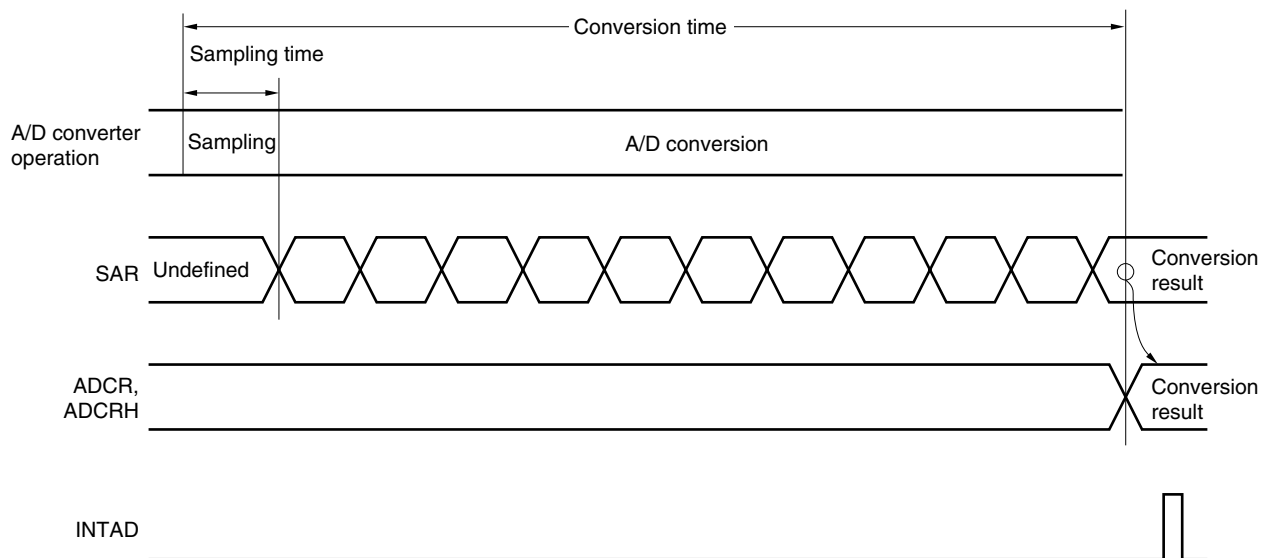 Conversion time
Sampling time
A/D converter
operation
Sampling
A/D conversion
SAR
Undefined
Conversion
result
ADCR,
ADCRH
Conversion
result
INTAD